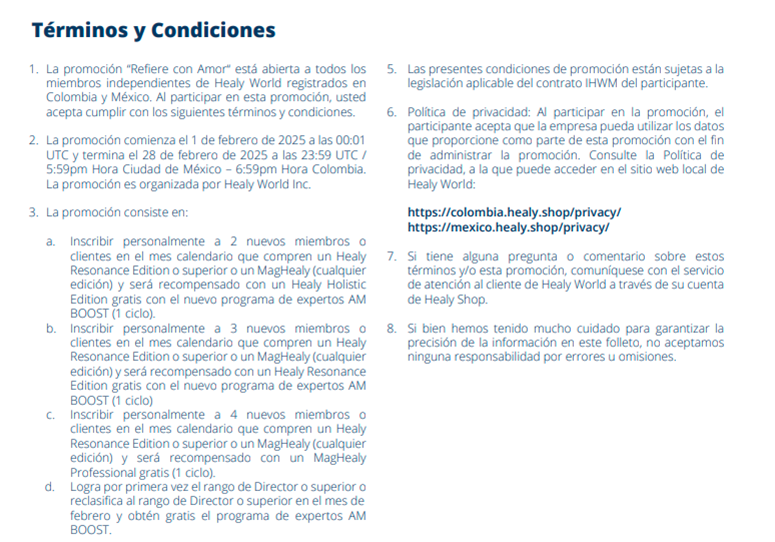 Términos y Condiciones
1. La promoción “Refiere con Amor” está abierta a todos los
miembros independientes de Healy World registrados en
Colombia y México. Al participar en esta promoción, usted
acepta cumplir con los siguientes términos y condiciones.
2. La promoción comienza el 1 de febrero de 2025 a las 00:01
UTC y termina el 28 de febrero de 2025 a las 23:59 UTC /
5:59pm Hora Ciudad de México – 6:59pm Hora Colombia.
La promoción es organizada por Healy World Inc.
3. La promoción consiste en:
a. Inscribir personalmente a 2 nuevos miembros o
clientes en el mes calendario que compren un Healy
Resonance Edition o superior o un MagHealy (cualquier
edición) y será recompensado con un Healy Holistic
Edition gratis con el nuevo programa de expertos AM
BOOST (1 ciclo).
b. Inscribir personalmente a 3 nuevos miembros o
clientes en el mes calendario que compren un Healy
Resonance Edition o superior o un MagHealy (cualquier
edición) y será recompensado con un Healy Resonance
Edition gratis con el nuevo programa de expertos AM
BOOST (1 ciclo)
c. Inscribir personalmente a 4 nuevos miembros o
clientes en el mes calendario que compren un Healy
Resonance Edition o superior o un MagHealy (cualquier
edición) y será recompensado con un MagHealy
Professional gratis (1 ciclo).
d. Logra por primera vez el rango de Director o superior o
reclasifica al rango de Director o superior en el mes de
febrero y obtén gratis el programa de expertos AM
BOOST.
5. Las presentes condiciones de promoción están sujetas a la
legislación aplicable del contrato IHWM del participante.
6. Política de privacidad: Al participar en la promoción, el
participante acepta que la empresa pueda utilizar los datos
que proporcione como parte de esta promoción con el fin
de administrar la promoción. Consulte la Política de
privacidad, a la que puede acceder en el sitio web local de
Healy World:
https://colombia.healy.shop/privacy/
https://mexico.healy.shop/privacy/
7. Si tiene alguna pregunta o comentario sobre estos
términos y/o esta promoción, comuníquese con el servicio
de atención al cliente de Healy World a través de su cuenta
de Healy Shop.
8. Si bien hemos tenido mucho cuidado para garantizar la
precisión de la información en este folleto, no aceptamos
ninguna responsabilidad por errores u omisiones.